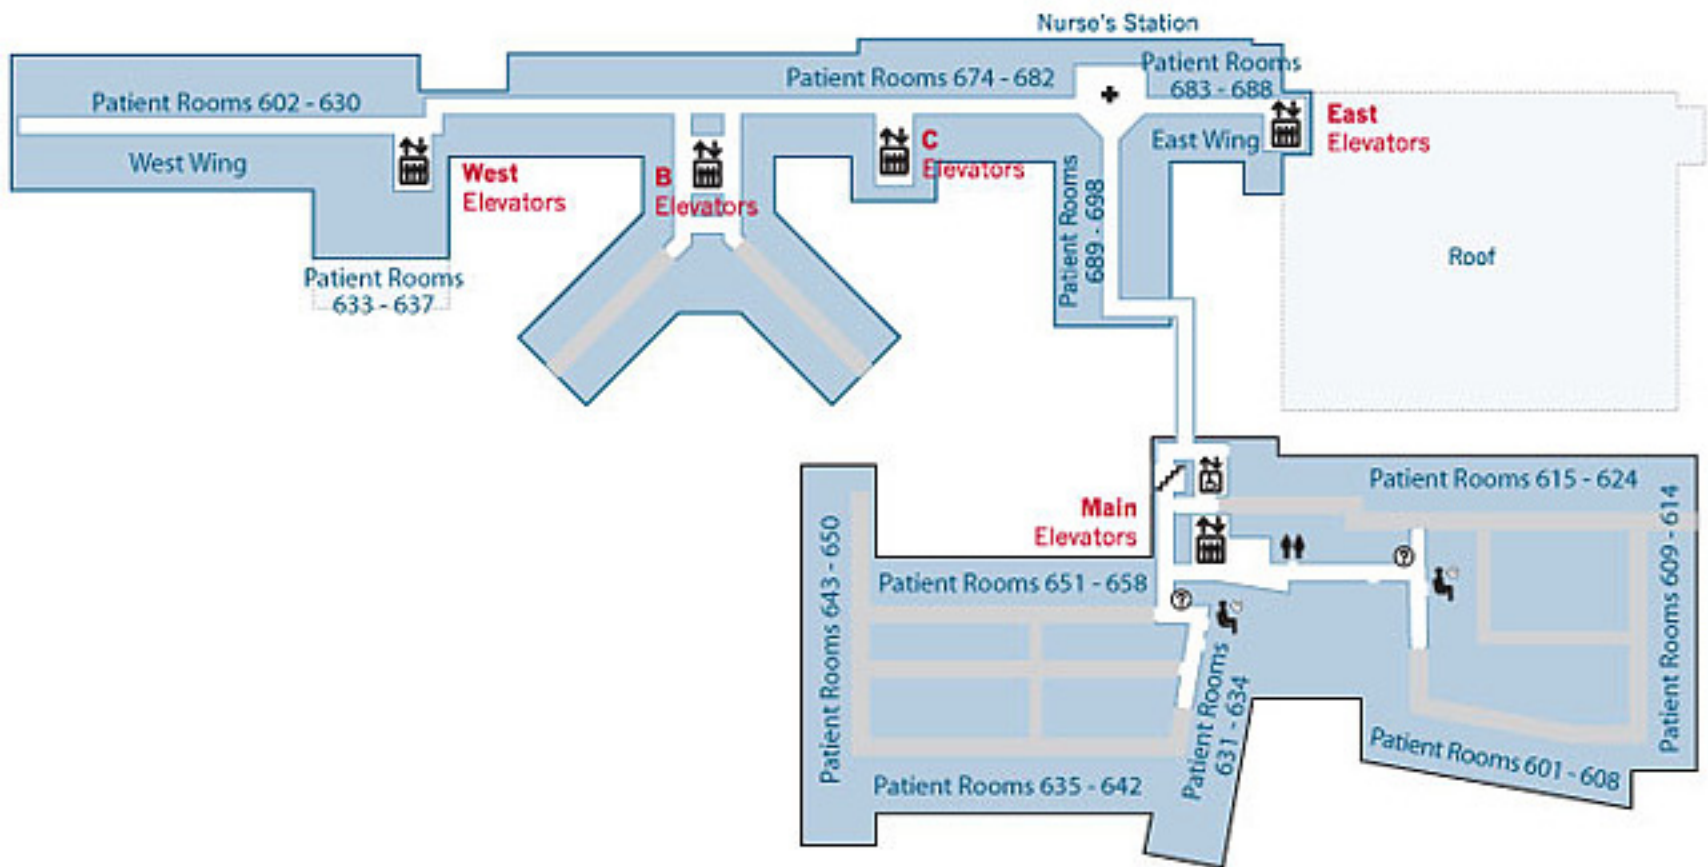 Nurse's Station
Patient Rooms 602 - 630
Patient Rooms 674 - 682
Patient Rooms
683 - 688
West Wing
West
Elevators
B
Elevators
C
Elevators
East Wing
East
Elevators
Patient Rooms
633 - 637
Patient Rooms
689 - 698
Roof
Main
Elevators
Patient Rooms 615 - 624
Patient Rooms 609 - 614
Patient Rooms 643 - 650
Patient Rooms 651 - 658
?
?
Patient Rooms
631 - 634
Patient Rooms 635 - 642
Patient Rooms 601 - 608